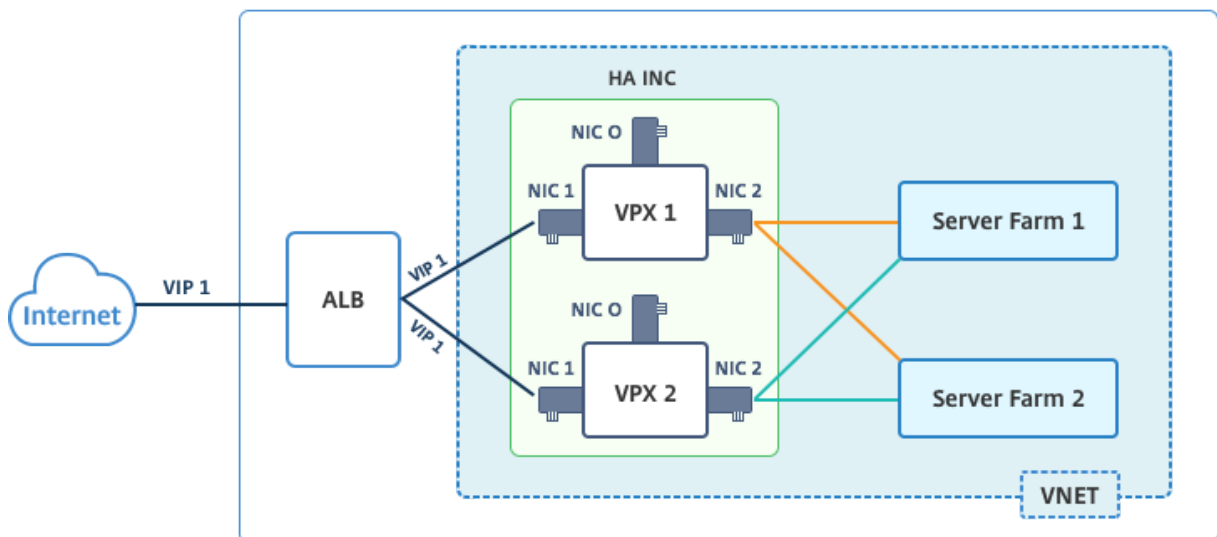 HA INC
NIC O
NIC 1
NIC 2
VPX 1
Server Farm 1
VIP 1
VIP 1
ALB
Internet
VIP 1
NIC O
NIC 1
NIC 2
VPX 2
Server Farm 2
VNET